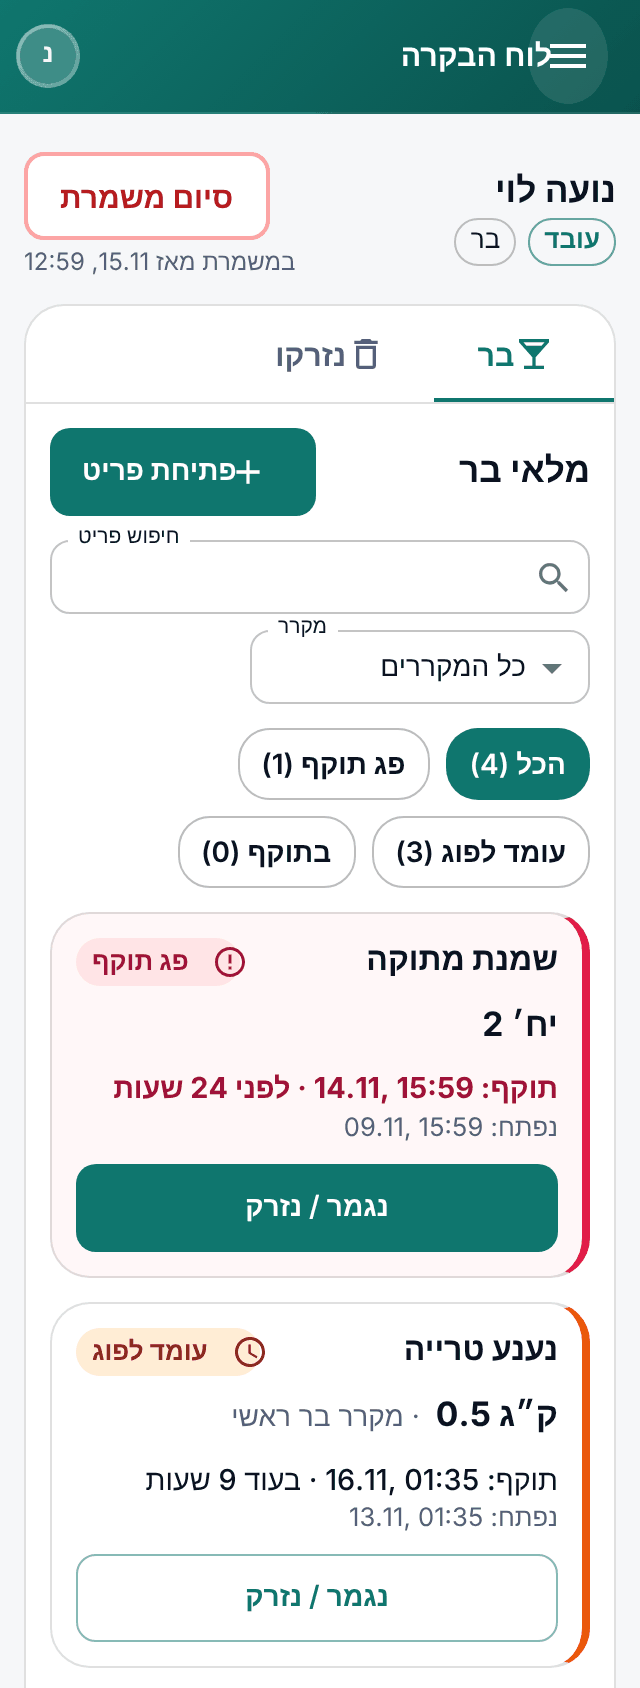 לוח הבקרה
נ
נועה לוי
סיום משמרת
עובד
בר
במשמרת מאז 15.11, 12:59
בר
נזרקו
מלאי בר
פתיחת פריט
חיפוש פריט
מקרר
כל המקררים
הכל (4)
פג תוקף (1)
עומד לפוג (3)
בתוקף (0)
שמנת מתוקה
פג תוקף
2 יח׳
תוקף: 14.11, 15:59 · לפני 24 שעות
נפתח: 09.11, 15:59
נגמר / נזרק
נענע טרייה
עומד לפוג
0.5 ק״ג · מקרר בר ראשי
תוקף: 16.11, 01:35 · בעוד 9 שעות
נפתח: 13.11, 01:35
נגמר / נזרק